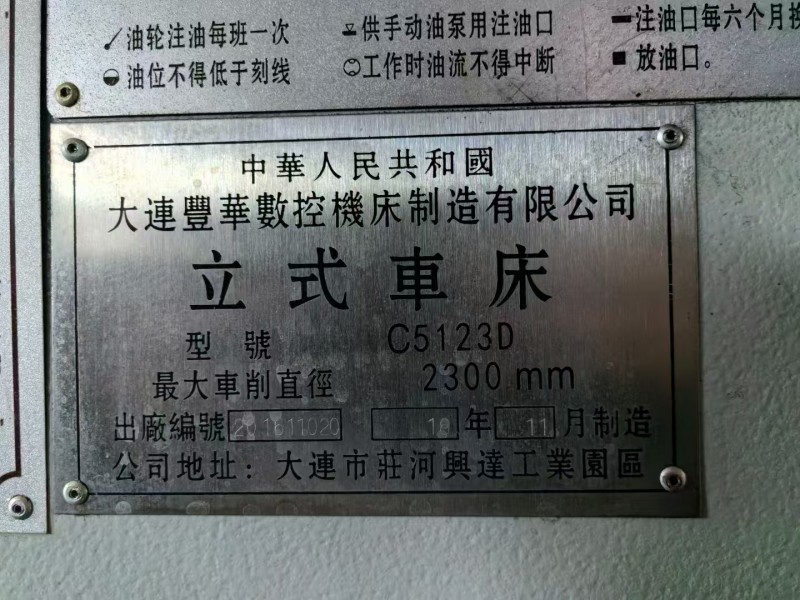 油轮注油每班一次
供手动油泵用注油口
注油口每六个月换
油位不得低于刻线
工作时油流不得中断
放油口。
中華人民共和國
大連豐華數控機床制造有限公司
立式車床
型號 C5123D
最大車削直徑 2300 mm
出廠編號 201611020 16 年 11 月制造
公司地址：大連市莊河興達工業園區